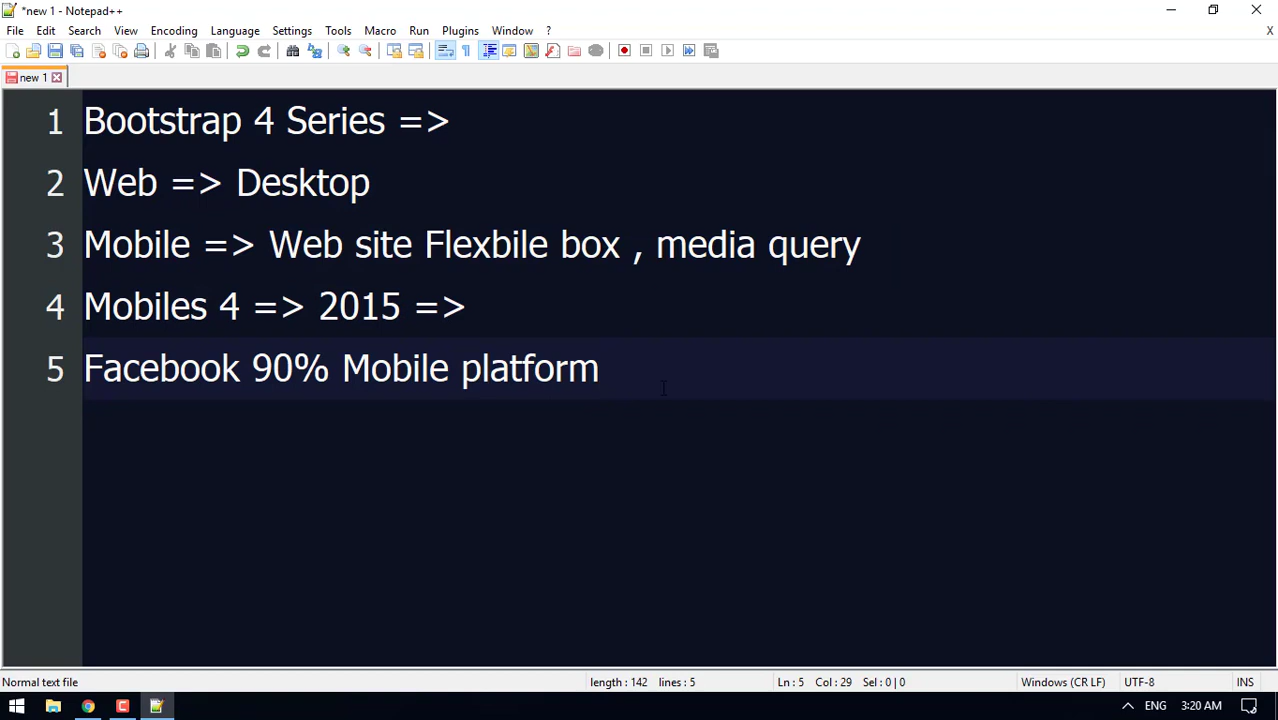 *new 1 - Notepad++
File Edit Search View Encoding Language Settings Tools Macro Run Plugins Window ? X
new 1
1 Bootstrap 4 Series =>
2 Web => Desktop
3 Mobile => Web site Flexbile box , media query
4 Mobiles 4 => 2015 =>
5 Facebook 90% Mobile platform
Normal text file length : 142 lines : 5 Ln : 5 Col : 29 Sel : 0 | 0 Windows (CR LF) UTF-8 INS
ENG 3:20 AM